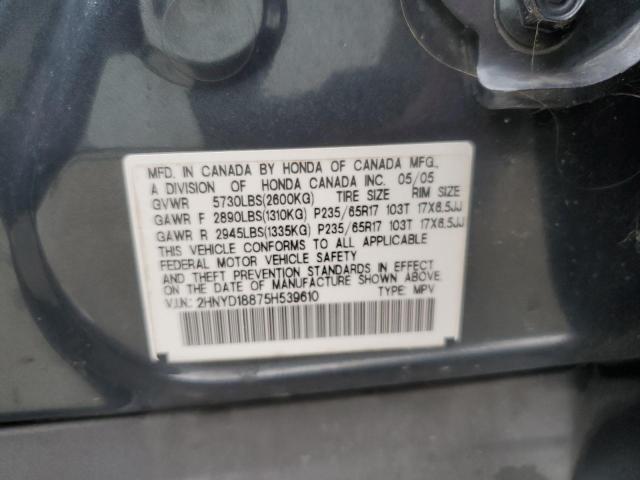 MFD. IN CANADA BY HONDA OF CANADA MFG.,
A DIVISION OF HONDA CANADA INC. 05/05
GVWR 5730LBS(2600KG) TIRE SIZE RIM SIZE
GAWR F 2890LBS(1310KG) P235/65R17 103T 17X6.5JJ
GAWR R 2945LBS(1335KG) P235/65R17 103T 17X6.5JJ
THIS VEHICLE CONFORMS TO ALL APPLICABLE
FEDERAL MOTOR VEHICLE SAFETY
AND THEFT PREVENTION STANDARDS IN EFFECT
ON THE DATE OF MANUFACTURE SHOWN ABOVE.
V.I.N.: 2HNYD18875H539610 TYPE: MPV